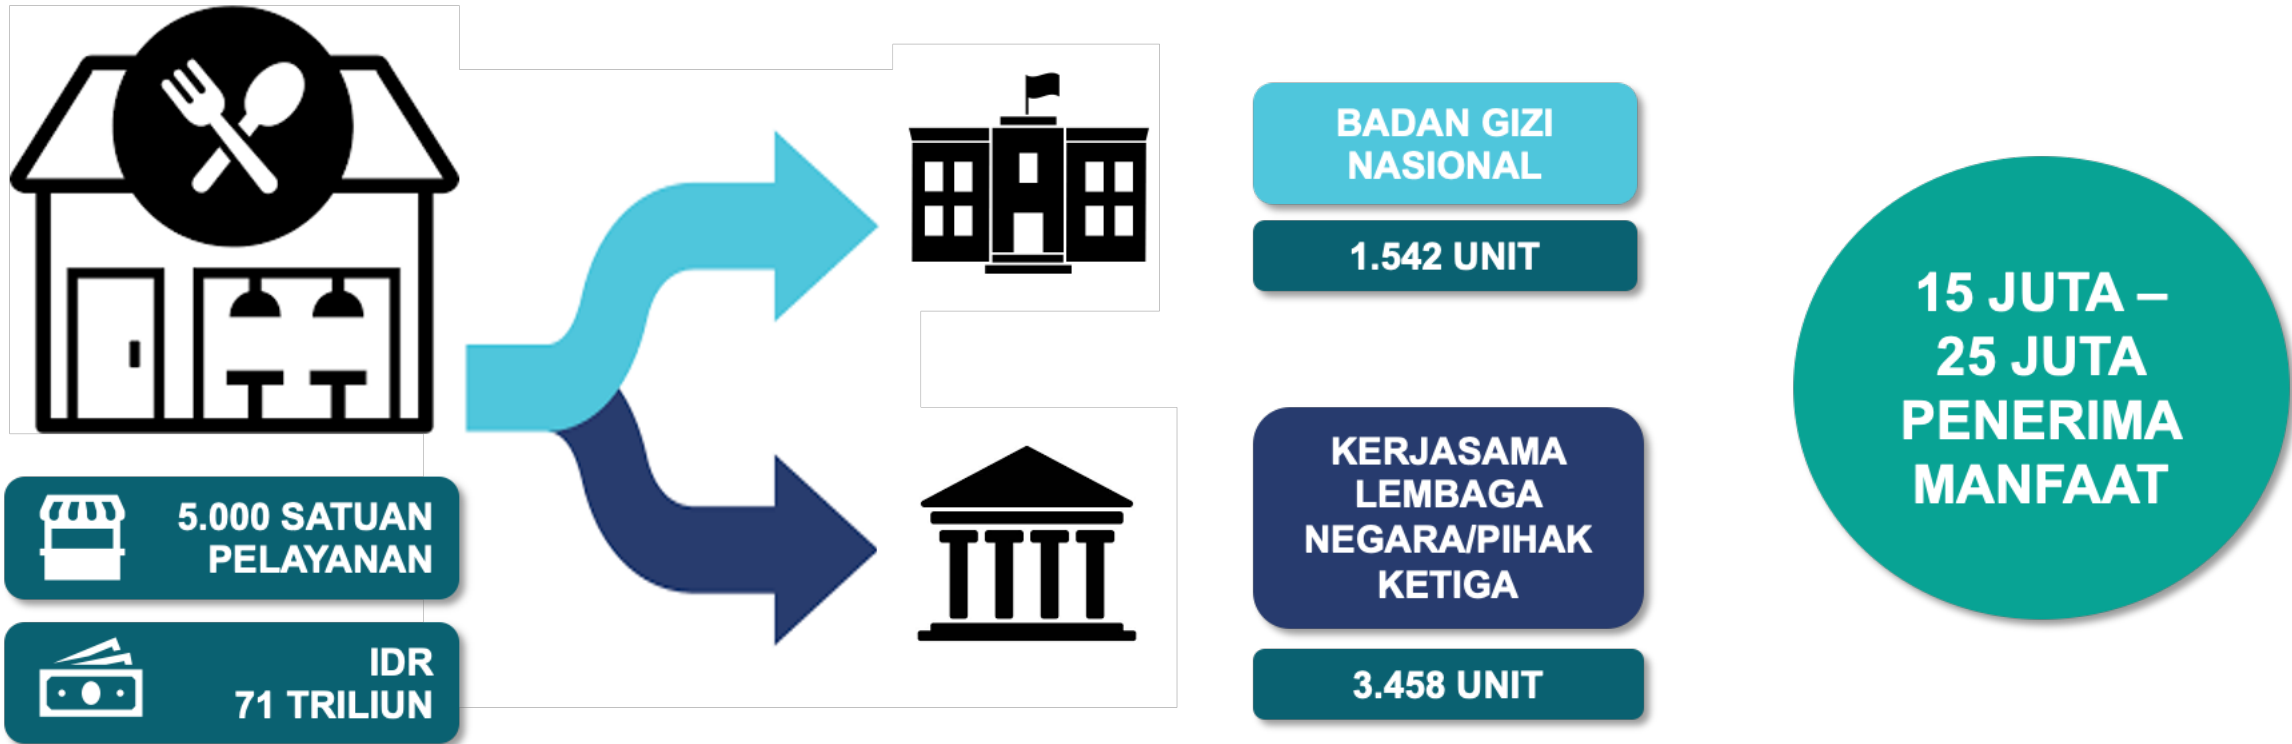 5.000 SATUAN
PELAYANAN
IDR
71 TRILIUN
BADAN GIZI
NASIONAL
1.542 UNIT
KERJASAMA
LEMBAGA
NEGARA/PIHAK
KETIGA
3.458 UNIT
15 JUTA –
25 JUTA
PENERIMA
MANFAAT